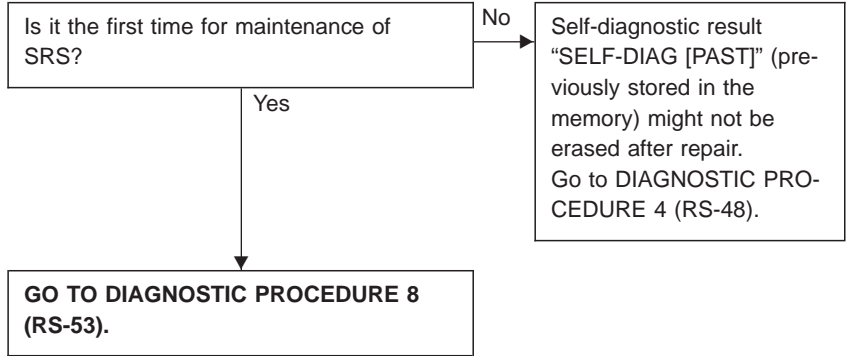 Is it the first time for maintenance of
SRS?
No
Self-diagnostic result
“SELF-DIAG [PAST]” (pre-
viously stored in the
memory) might not be
erased after repair.
Go to DIAGNOSTIC PRO-
CEDURE 4 (RS-48).
Yes
GO TO DIAGNOSTIC PROCEDURE 8
(RS-53).